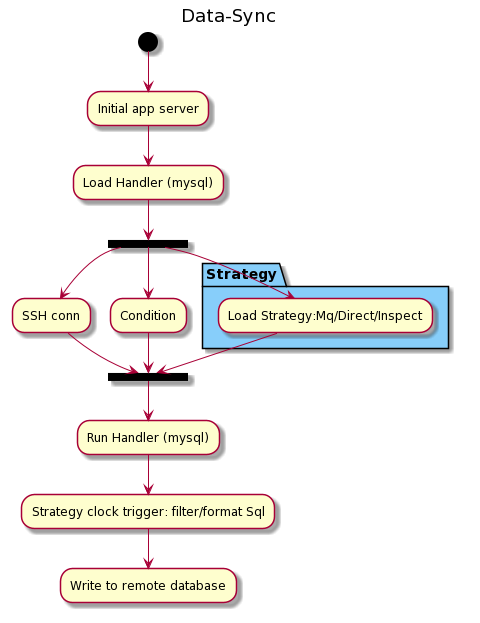 Data-Sync
Initial app server
Load Handler (mysql)
Strategy
SSH conn
Condition
Load Strategy:Mq/Direct/Inspect
Run Handler (mysql)
Strategy clock trigger: filter/format Sql
Write to remote database